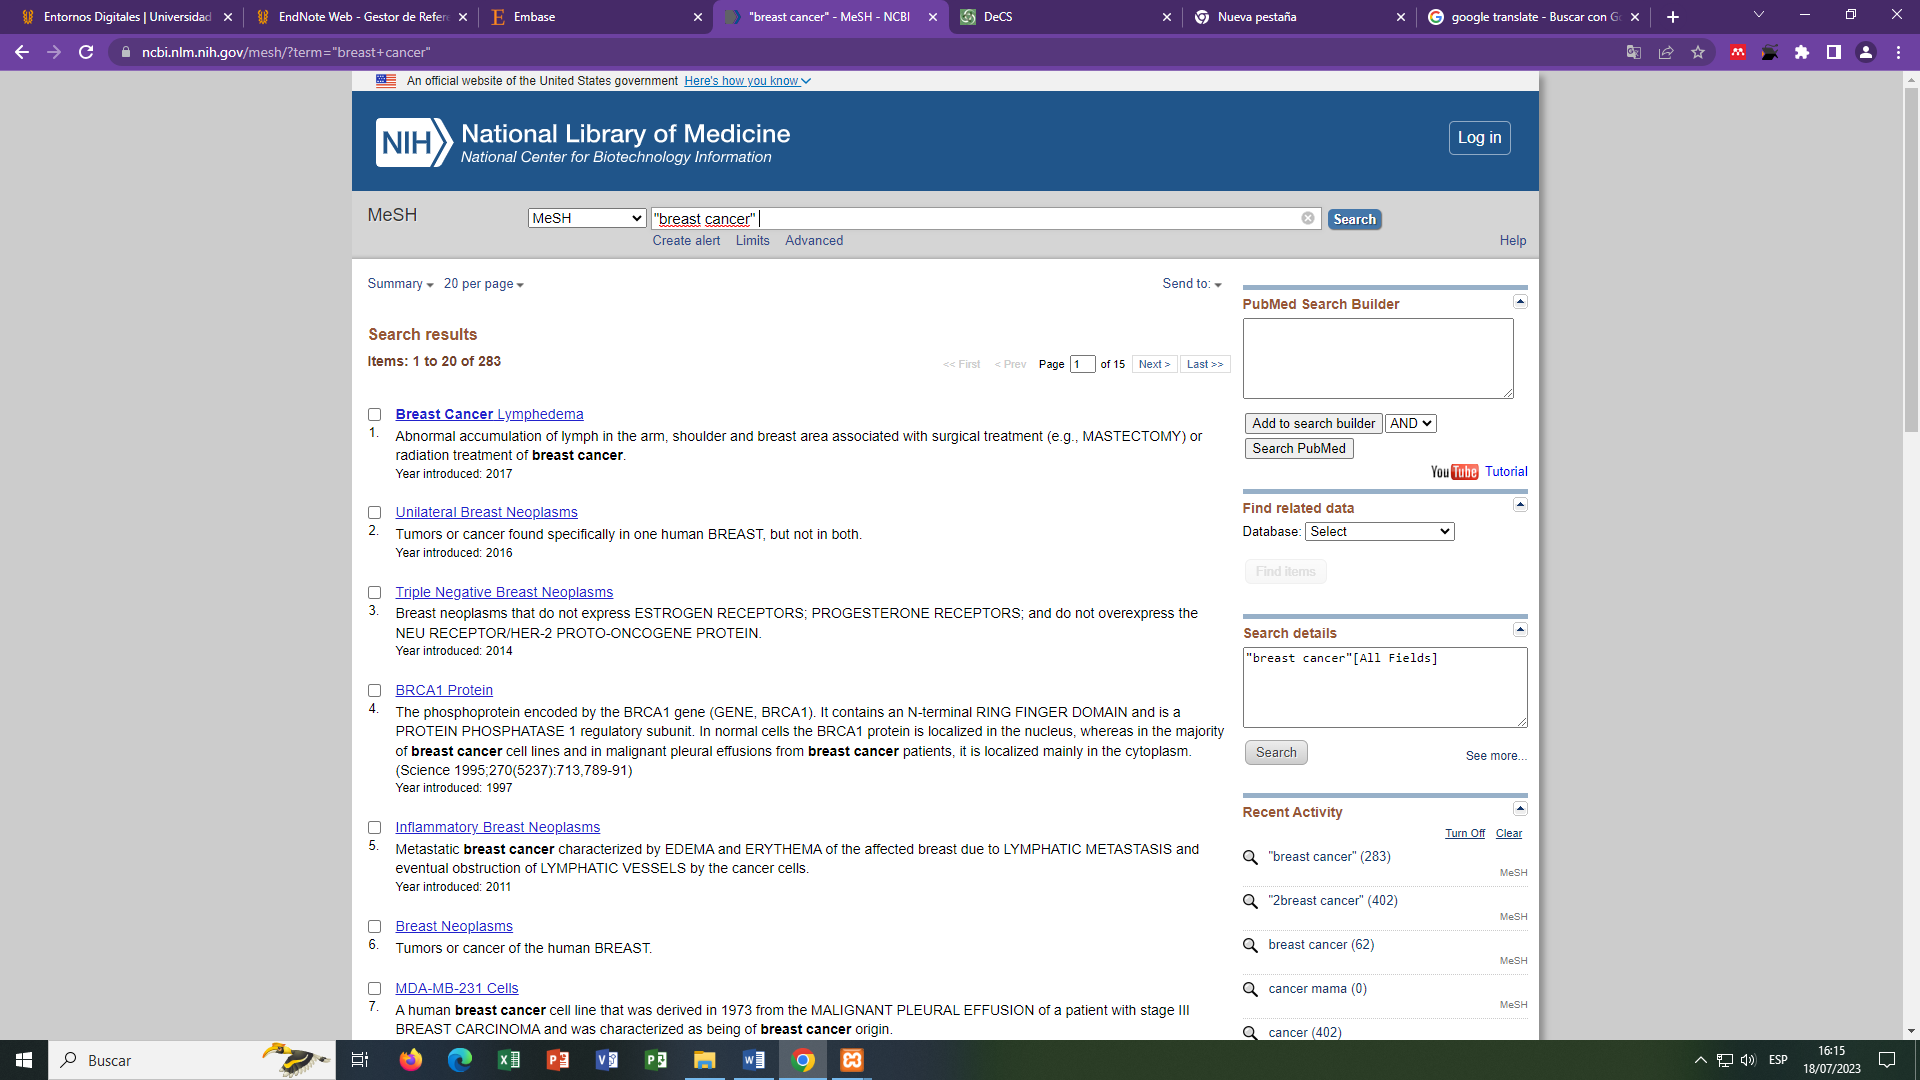 Entornos Digitales | Universidad
EndNote Web - Gestor de Refere
Embase
"breast cancer" - MeSH - NCBI
DeCS
Nueva pestaña
google translate - Buscar con Go
ncbi.nlm.nih.gov/mesh/?term="breast+cancer"
An official website of the United States government Here's how you know
NIH National Library of Medicine
National Center for Biotechnology Information
Log in
MeSH
MeSH
"breast cancer"
Search
Create alert Limits Advanced
Help
Summary 20 per page
Send to:
Search results
Items: 1 to 20 of 283
<< First < Prev Page 1 of 15 Next > Last >>
Breast Cancer Lymphedema
1. Abnormal accumulation of lymph in the arm, shoulder and breast area associated with surgical treatment (e.g., MASTECTOMY) or
radiation treatment of breast cancer.
Year introduced: 2017
Unilateral Breast Neoplasms
2. Tumors or cancer found specifically in one human BREAST, but not in both.
Year introduced: 2016
Triple Negative Breast Neoplasms
3. Breast neoplasms that do not express ESTROGEN RECEPTORS; PROGESTERONE RECEPTORS; and do not overexpress the
NEU RECEPTOR/HER-2 PROTO-ONCOGENE PROTEIN.
Year introduced: 2014
BRCA1 Protein
4. The phosphoprotein encoded by the BRCA1 gene (GENE, BRCA1). It contains an N-terminal RING FINGER DOMAIN and is a
PROTEIN PHOSPHATASE 1 regulatory subunit. In normal cells the BRCA1 protein is localized in the nucleus, whereas in the majority
of breast cancer cell lines and in malignant pleural effusions from breast cancer patients, it is localized mainly in the cytoplasm.
(Science 1995;270(5237):713,789-91)
Year introduced: 1997
Inflammatory Breast Neoplasms
5. Metastatic breast cancer characterized by EDEMA and ERYTHEMA of the affected breast due to LYMPHATIC METASTASIS and
eventual obstruction of LYMPHATIC VESSELS by the cancer cells.
Year introduced: 2011
Breast Neoplasms
6. Tumors or cancer of the human BREAST.
MDA-MB-231 Cells
7. A human breast cancer cell line that was derived in 1973 from the MALIGNANT PLEURAL EFFUSION of a patient with stage III
BREAST CARCINOMA and was characterized as being of breast cancer origin.
PubMed Search Builder
Add to search builder AND
Search PubMed
YouTube Tutorial
Find related data
Database: Select
Find items
Search details
"breast cancer"[All Fields]
Search
See more...
Recent Activity
Turn Off Clear
"breast cancer" (283)
MeSH
"2breast cancer" (402)
MeSH
breast cancer (62)
MeSH
cancer mama (0)
MeSH
cancer (402)
Buscar
ESP
16:15
18/07/2023